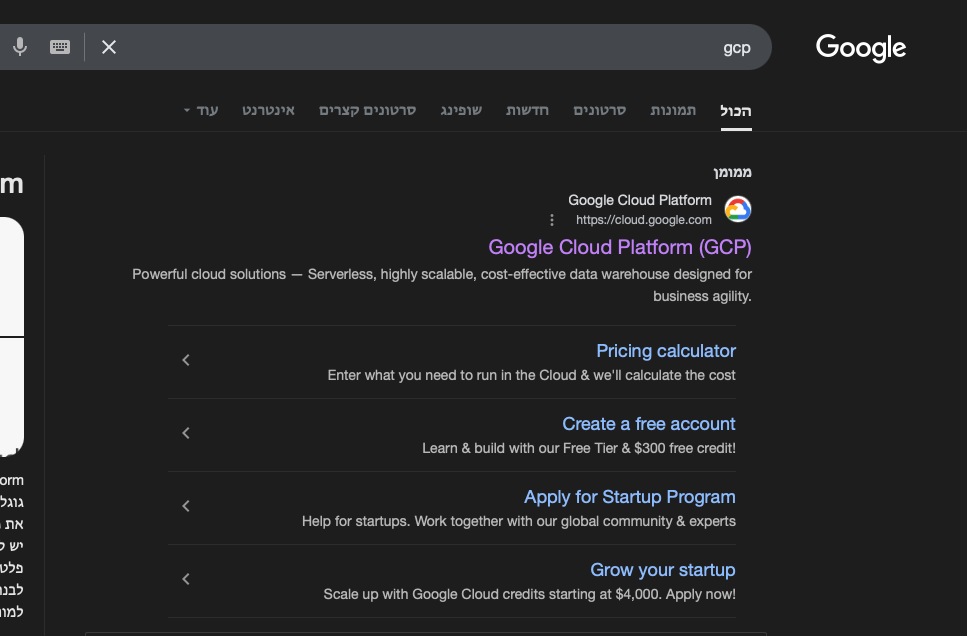 gcp
Google
הכול תמונות סרטונים חדשות שופינג סרטונים קצרים אינטרנט עוד
ממומן
Google Cloud Platform
https://cloud.google.com
Google Cloud Platform (GCP)
Powerful cloud solutions — Serverless, highly scalable, cost-effective data warehouse designed for
business agility.
Pricing calculator
Enter what you need to run in the Cloud & we'll calculate the cost
Create a free account
Learn & build with our Free Tier & $300 free credit!
Apply for Startup Program
Help for startups. Work together with our global community & experts
Grow your startup
Scale up with Google Cloud credits starting at $4,000. Apply now!
m
orm
גוגל
את
יש
פלט
לבנו